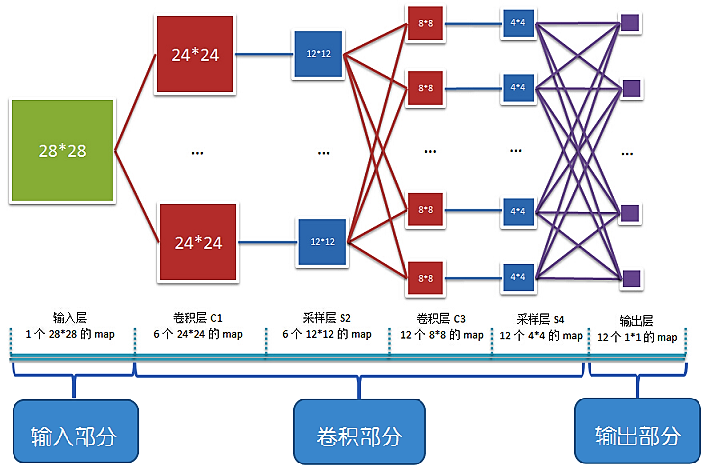 28*28
24*24
...
24*24
12*12
...
12*12
8*8
8*8
...
8*8
8*8
4*4
4*4
...
4*4
4*4
...
输入层
1 个 28*28 的 map
卷积层 C1
6 个 24*24 的 map
采样层 S2
6 个 12*12 的 map
卷积层 C3
12 个 8*8 的 map
采样层 S4
12 个 4*4 的 map
输出层
12 个 1*1 的 map
输入部分
卷积部分
输出部分